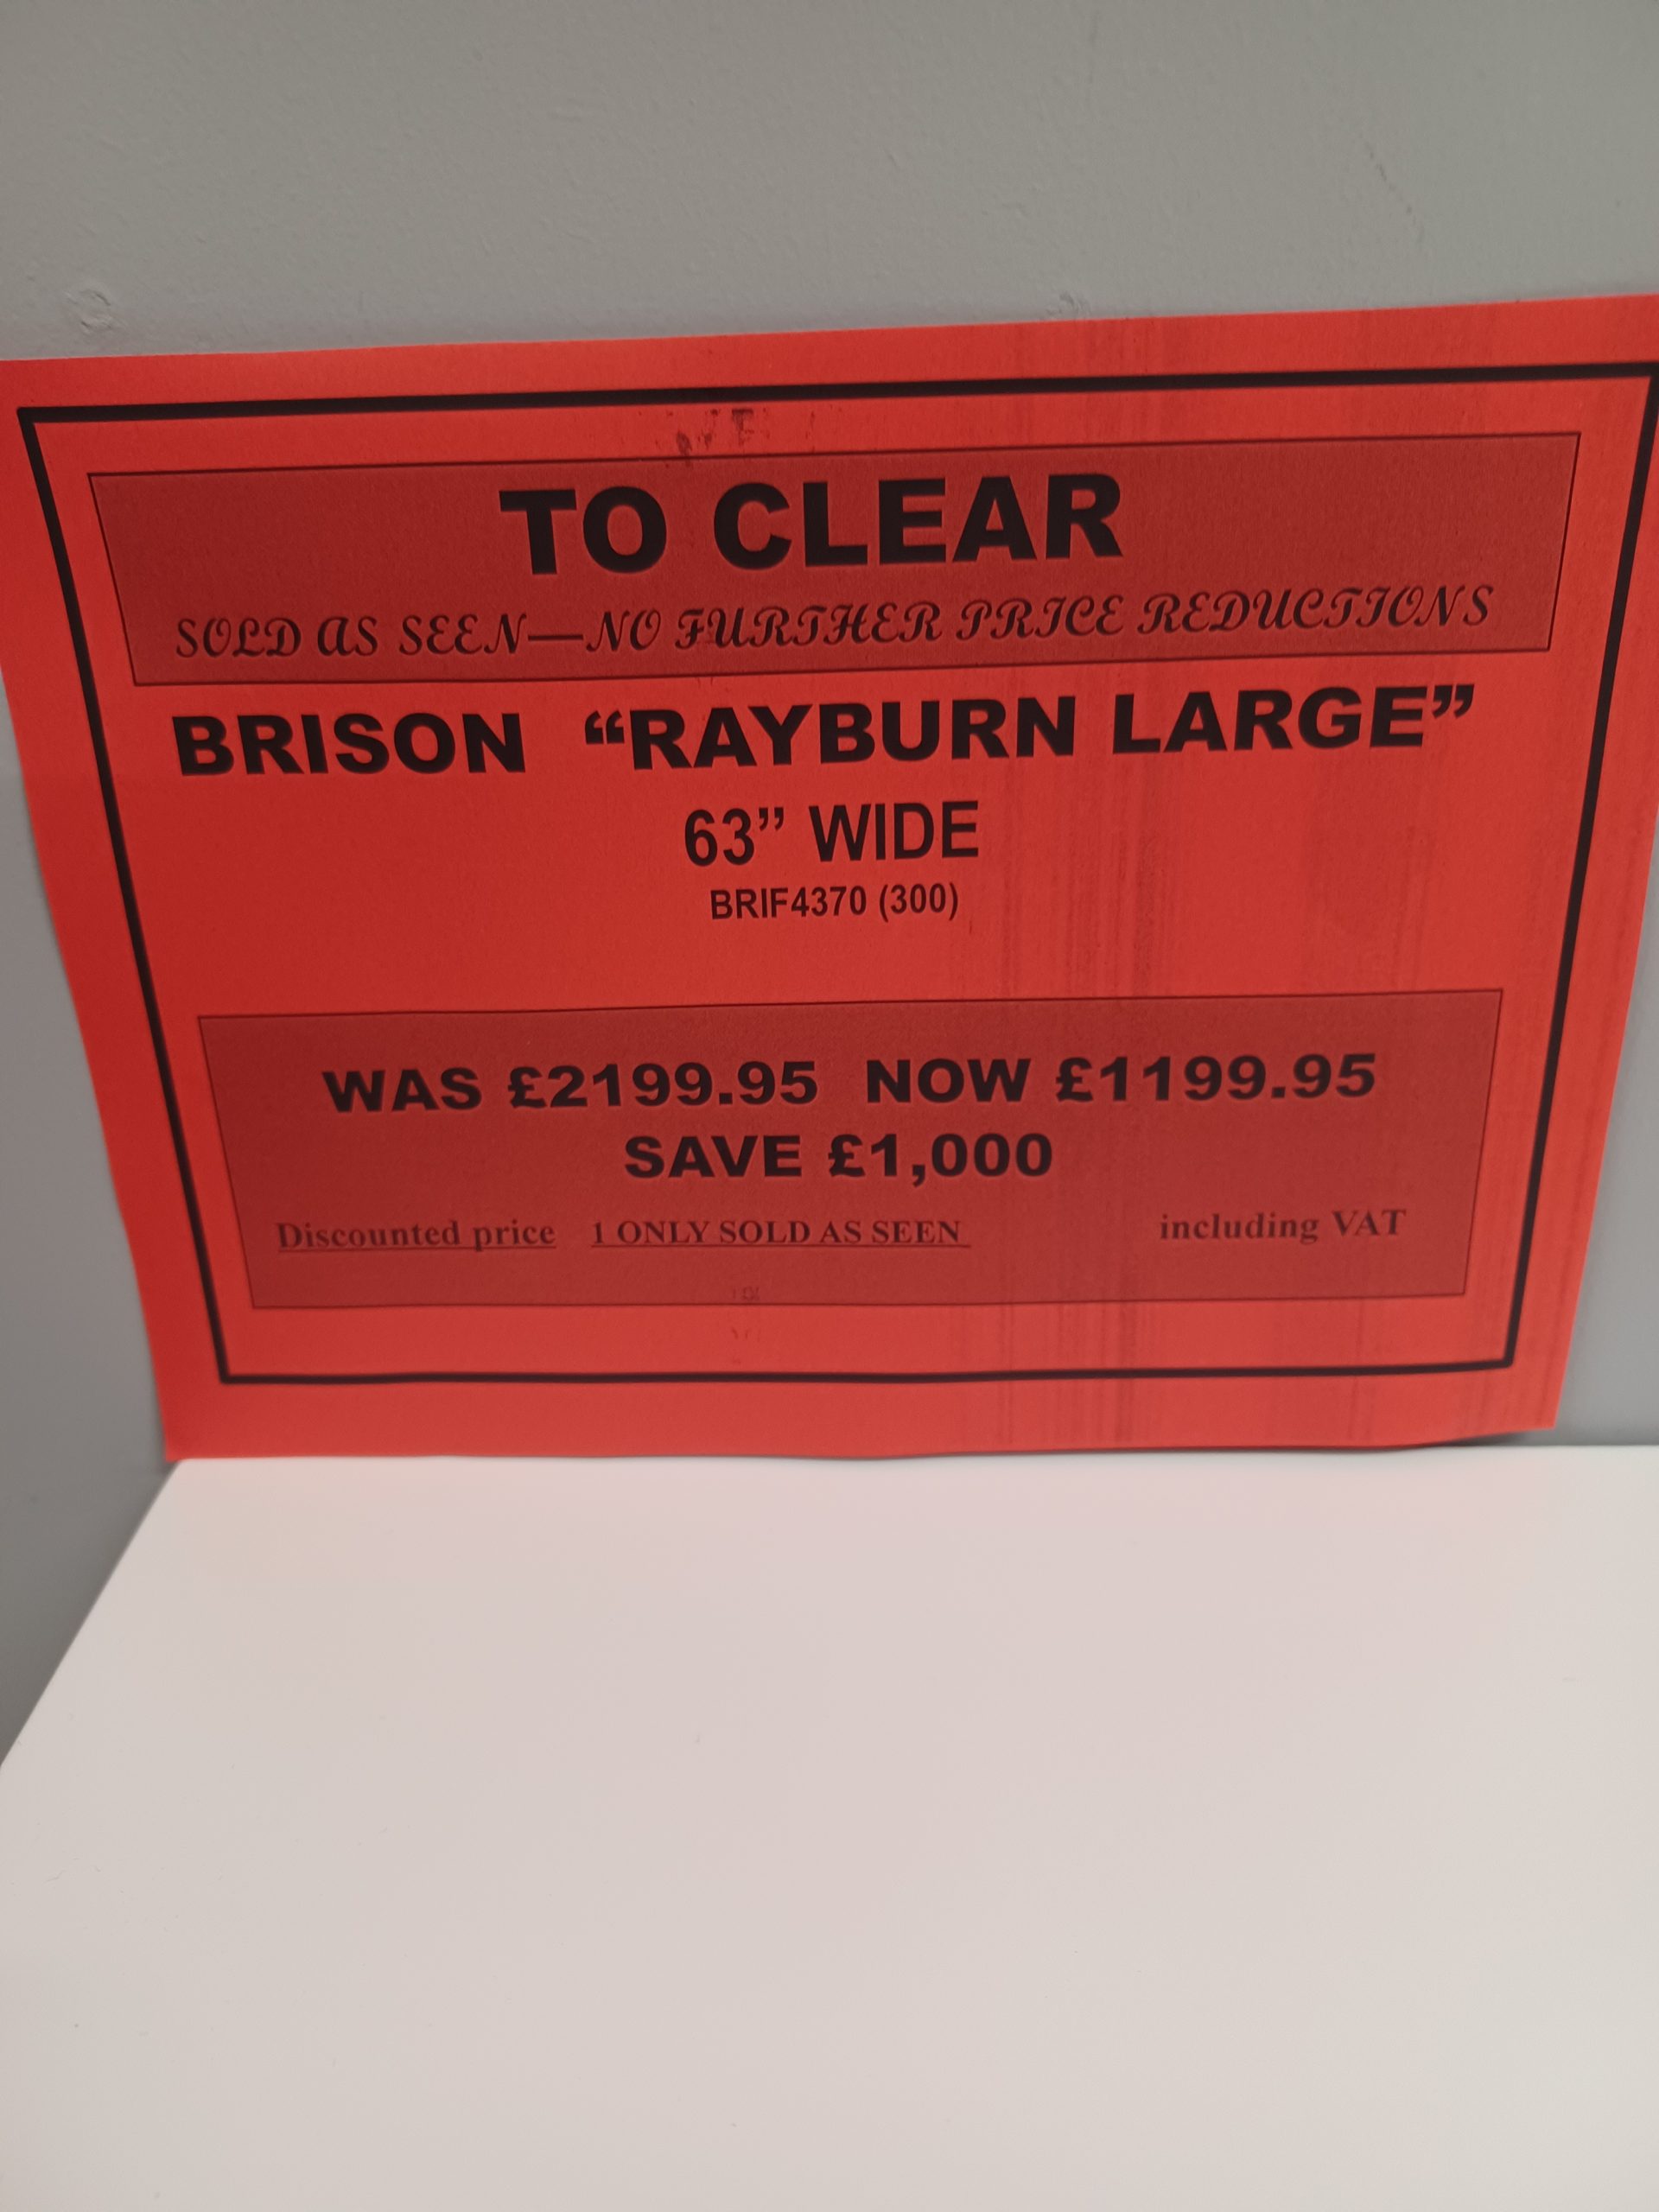 TO CLEAR
SOLD AS SEEN—NO FURTHER PRICE REDUCTIONS
BRISON “RAYBURN LARGE”
63” WIDE
BRIF4370 (300)
WAS £2199.95 NOW £1199.95
SAVE £1,000
Discounted price 1 ONLY SOLD AS SEEN including VAT